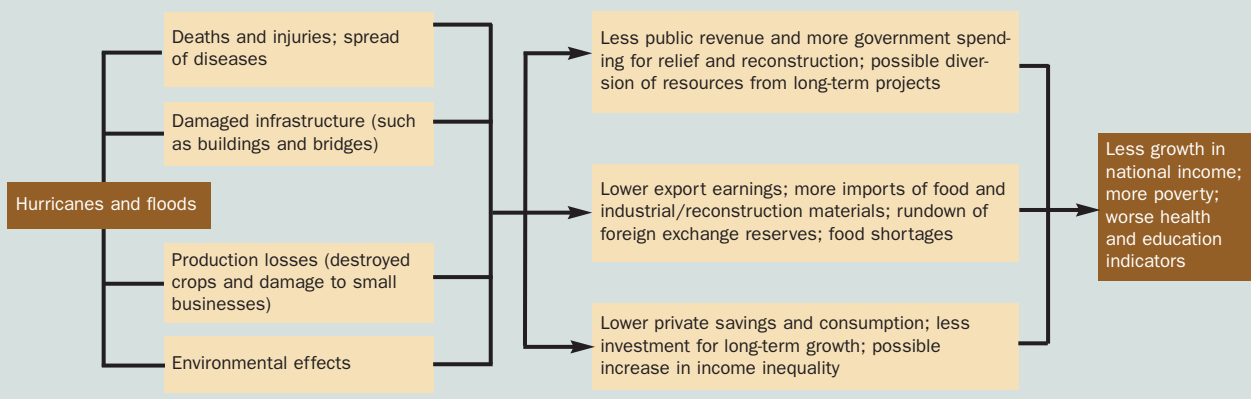 Hurricanes and floods
Deaths and injuries; spread
of diseases
Damaged infrastructure (such
as buildings and bridges)
Production losses (destroyed
crops and damage to small
businesses)
Environmental effects
Less public revenue and more government spend-
ing for relief and reconstruction; possible diver-
sion of resources from long-term projects
Lower export earnings; more imports of food and
industrial/reconstruction materials; rundown of
foreign exchange reserves; food shortages
Lower private savings and consumption; less
investment for long-term growth; possible
increase in income inequality
Less growth in
national income;
more poverty;
worse health
and education
indicators